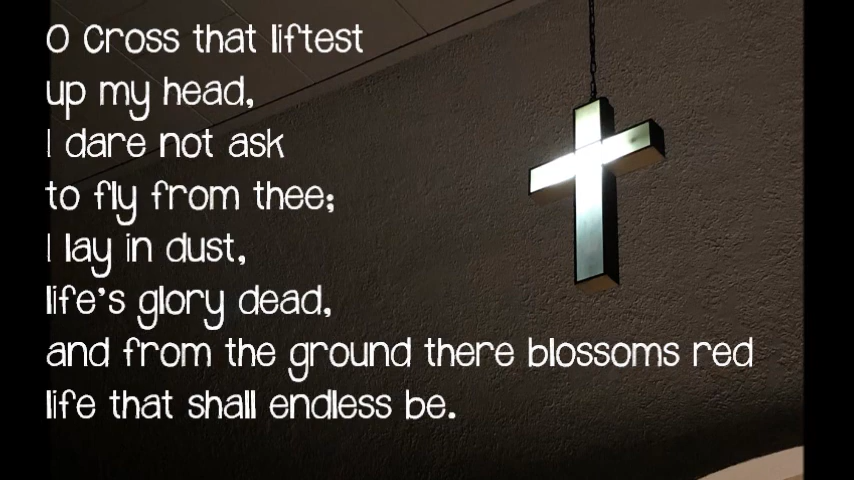 O Cross that liftest
up my head,
I dare not ask
to fly from thee;
I lay in dust,
life's glory dead,
and from the ground there blossoms red
life that shall endless be.